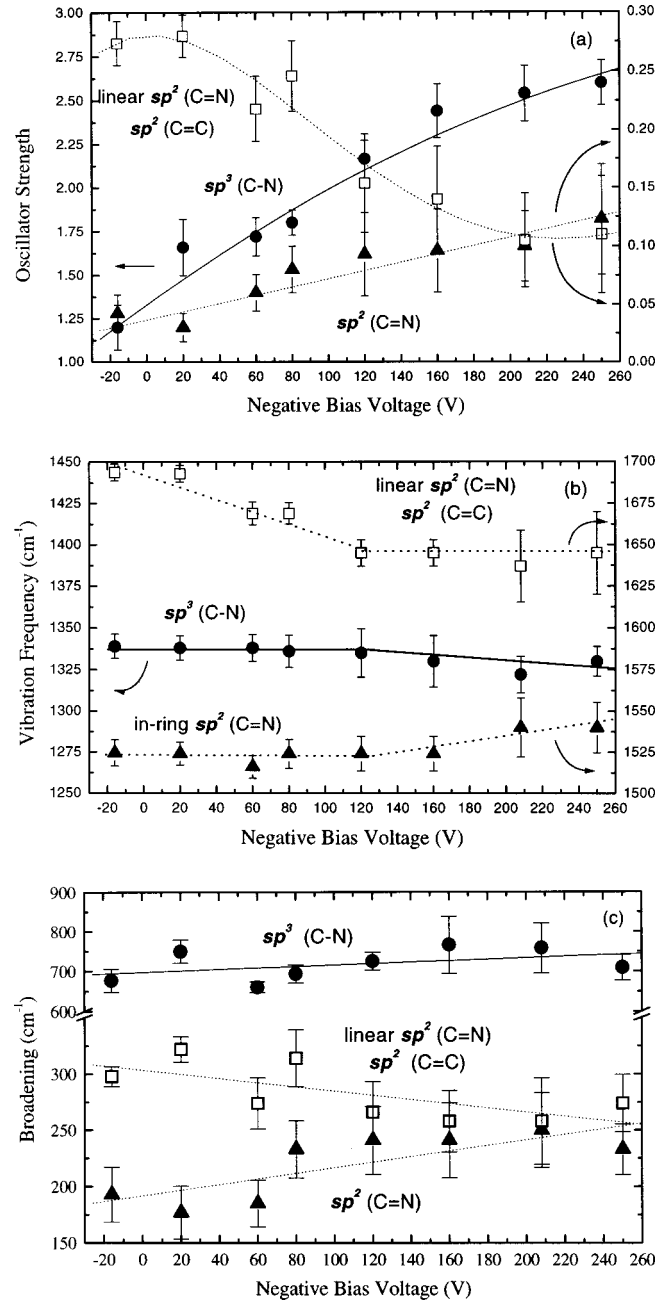 (a)
3.00
2.75
2.50
2.25
2.00
1.75
1.50
1.25
1.00
Oscillator Strength
0.30
0.25
0.20
0.15
0.10
0.05
0.00
linear sp² (C=N)
sp² (C=C)
sp³ (C-N)
sp² (C=N)
-20 0 20 40 60 80 100 120 140 160 180 200 220 240 260
Negative Bias Voltage (V)
(b)
1450
1425
1400
1375
1350
1325
1300
1275
1250
Vibration Frequency (cm⁻¹)
1700
1650
1600
1550
1525
1500
linear sp² (C=N)
sp² (C=C)
sp³ (C-N)
in-ring sp² (C=N)
-20 0 20 40 60 80 100 120 140 160 180 200 220 240 260
Negative Bias Voltage (V)
(c)
900
800
700
600
300
250
200
150
Broadening (cm⁻¹)
sp³ (C-N)
linear sp² (C=N)
sp² (C=C)
sp² (C=N)
-20 0 20 40 60 80 100 120 140 160 180 200 220 240 260
Negative Bias Voltage (V)